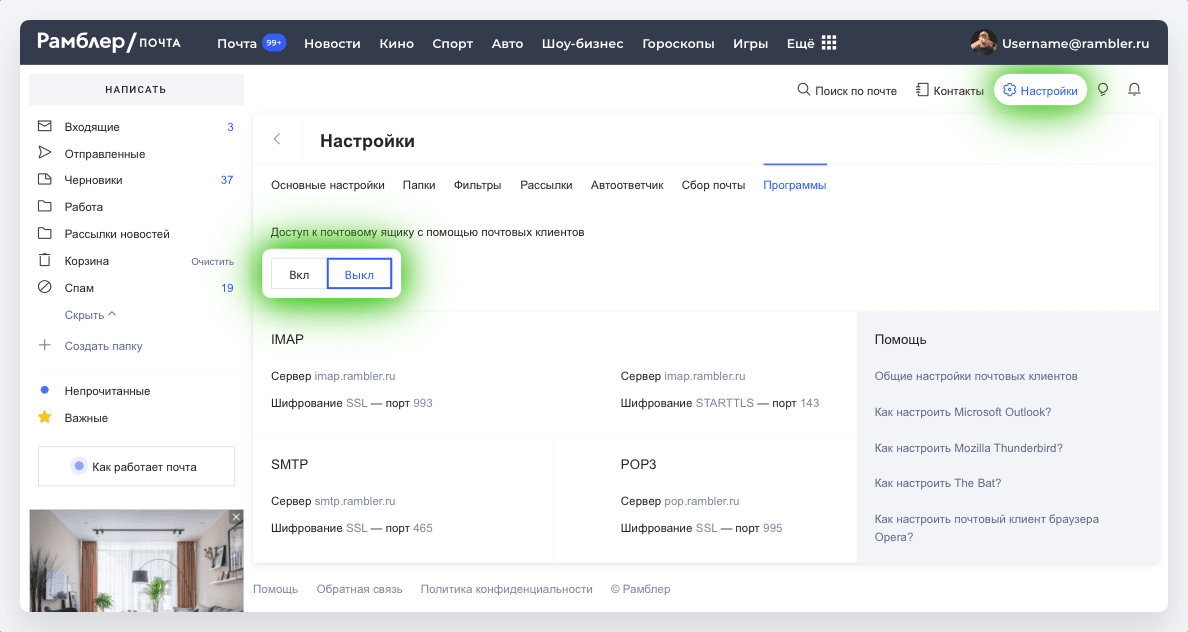 Рамблер/ПОЧТА Почта 99+ Новости Кино Спорт Авто Шоу-бизнес Гороскопы Игры Ещё Username@rambler.ru
НАПИСАТЬ
Поиск по почте Контакты Настройки
Входящие 3
Отправленные
Черновики 37
Работа
Рассылки новостей
Корзина Очистить
Спам 19
Скрыть
Создать папку
Непрочитанные
Важные
Как работает почта
Настройки
Основные настройки Папки Фильтры Рассылки Автоответчик Сбор почты Программы
Доступ к почтовому ящику с помощью почтовых клиентов
Вкл Выкл
IMAP
Сервер imap.rambler.ru
Шифрование SSL — порт 993
Сервер imap.rambler.ru
Шифрование STARTTLS — порт 143
SMTP
Сервер smtp.rambler.ru
Шифрование SSL — порт 465
POP3
Сервер pop.rambler.ru
Шифрование SSL — порт 995
Помощь
Общие настройки почтовых клиентов
Как настроить Microsoft Outlook?
Как настроить Mozilla Thunderbird?
Как настроить The Bat?
Как настроить почтовый клиент браузера
Opera?
Помощь Обратная связь Политика конфиденциальности © Рамблер